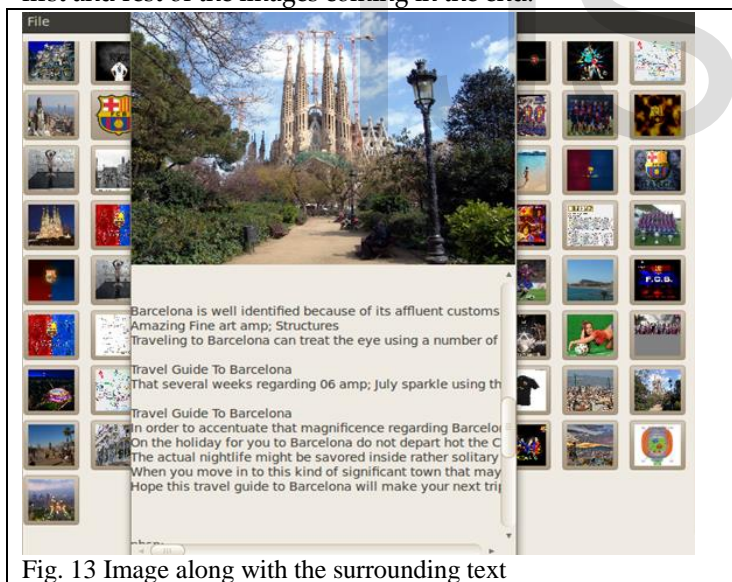 File
Barcelona is well identified because of its affluent customs
Amazing Fine art amp; Structures
Traveling to Barcelona can treat the eye using a number of
Travel Guide To Barcelona
That several weeks regarding 06 amp; July sparkle using th
Travel Guide To Barcelona
In order to accentuate that magnificence regarding Barcelo
On the holiday for you to Barcelona do not depart hot the C
The actual nightlife might be savored inside rather solitary
When you move in to this kind of significant town that may
Hope this travel guide to Barcelona will make your next trip
F.C.B.
Fig. 13 Image along with the surrounding text